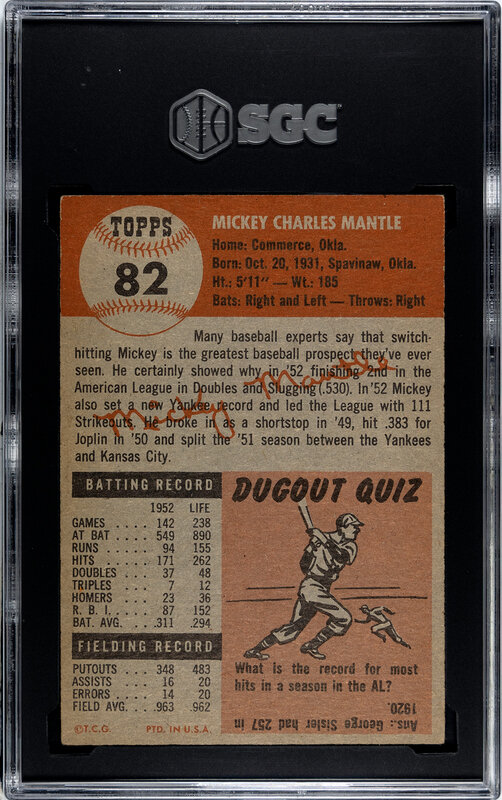 SGC
TOPPS
82
MICKEY CHARLES MANTLE
Home: Commerce, Okla.
Born: Oct. 20, 1931, Spavinaw, Okla.
Ht.: 5'11" — Wt.: 185
Bats: Right and Left — Throws: Right
Many baseball experts say that switch-
hitting Mickey is the greatest baseball prospect they've ever
seen. He certainly showed why in '52 finishing 2nd in the
American League in Doubles and Slugging (.530). In '52 Mickey
also set a new Yankee record and led the League with 111
Strikeouts. He broke in as a shortstop in '49, hit .383 for
Joplin in '50 and split the '51 season between the Yankees
and Kansas City.
Micky Mantle
BATTING RECORD
1952 LIFE
GAMES .... 142 238
AT BAT .... 549 890
RUNS .... 94 155
HITS .... 171 262
DOUBLES .. 37 48
TRIPLES ... 7 12
HOMERS ... 23 36
R. B. I. .... 87 152
BAT. AVG. .. .311 .294
FIELDING RECORD
PUTOUTS .. 348 483
ASSISTS ... 16 20
ERRORS ... 14 20
FIELD AVG. . .963 .962
©T.C.G. PTD. IN U.S.A.
DUGOUT QUIZ
What is the record for most
hits in a season in the AL?
Ans.: George Sisler had 257 in
1920.